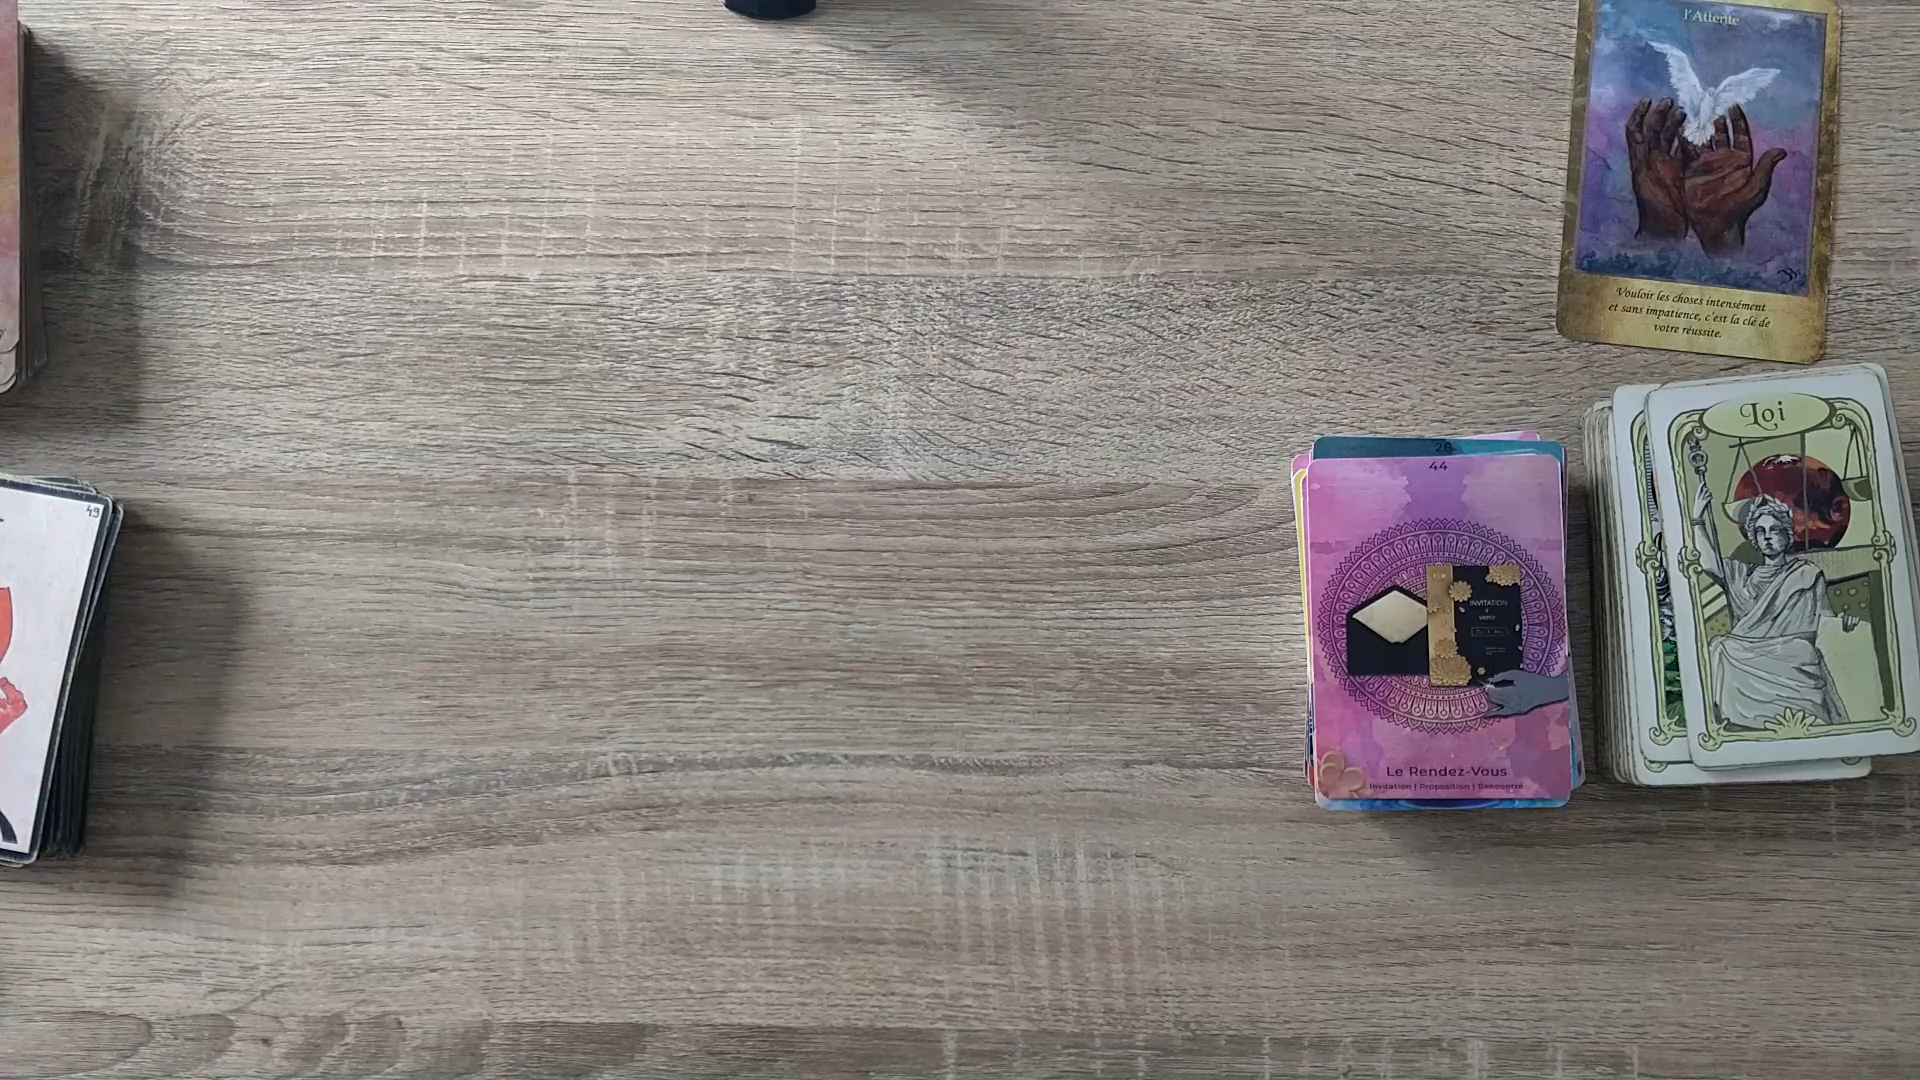 l'Attente
Vouloir les choses intensément
et sans impatience, c'est la clé de
votre réussite.
Loi
26
44
INVITATION
à
venir
Le Rendez-Vous
Invitation | Proposition | Rencontre
49